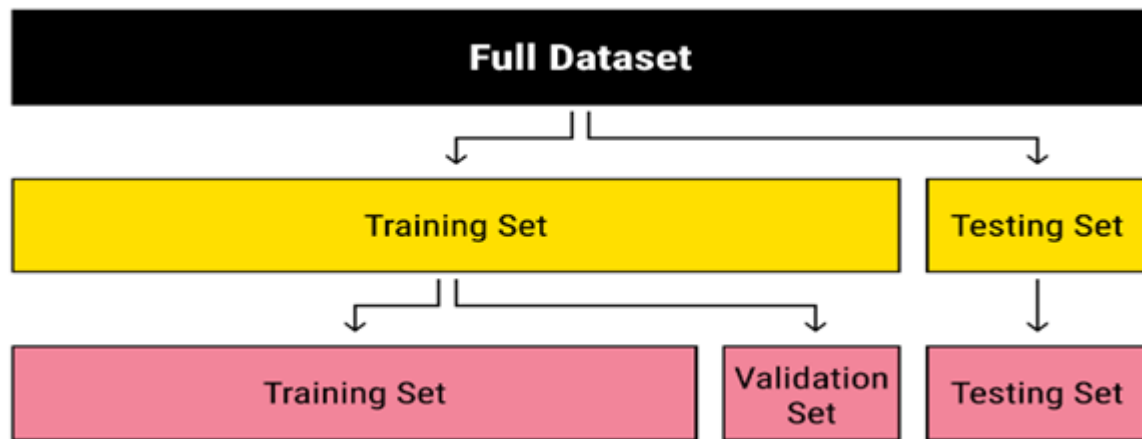 Full Dataset
Training Set
Testing Set
Training Set
Validation
Set
Testing Set